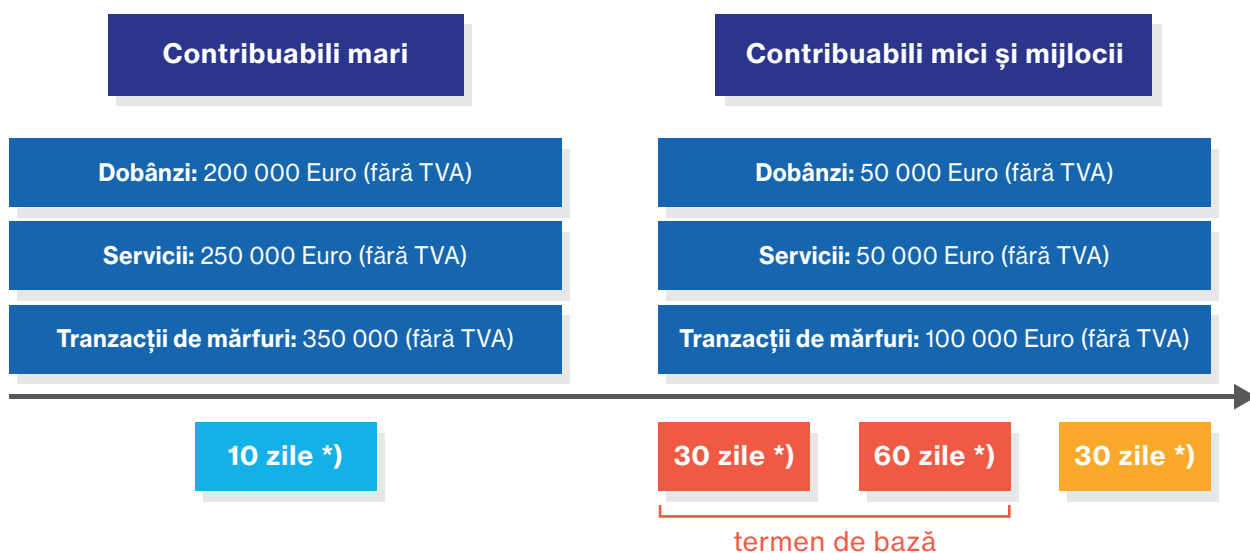 Contribuabili mari
Contribuabili mici și mijlocii
Dobânzi: 200 000 Euro (fără TVA)
Dobânzi: 50 000 Euro (fără TVA)
Servicii: 250 000 Euro (fără TVA)
Servicii: 50 000 Euro (fără TVA)
Tranzacții de mărfuri: 350 000 (fără TVA)
Tranzacții de mărfuri: 100 000 Euro (fără TVA)
10 zile *)
30 zile *)
60 zile *)
30 zile *)
termen de bază